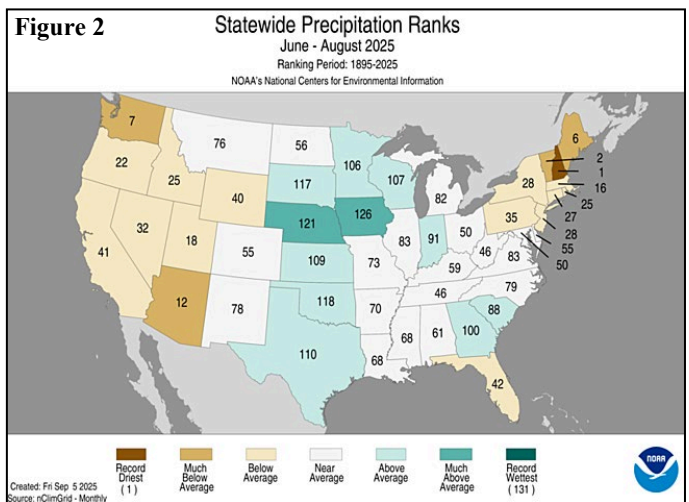 Figure 2
Statewide Precipitation Ranks
June - August 2025
Ranking Period: 1895-2025
NOAA's National Centers for Environmental Information
7
76
56
106
6
2
1
22
25
117
107
28
16
40
82
25
121
126
35
27
32
18
91
50
28
41
55
83
46
83
55
109
73
59
50
12
78
118
70
46
79
88
110
68
68
61
100
42
Record
Driest
(1)
Much
Below
Average
Below
Average
Near
Average
Above
Average
Much
Above
Average
Record
Wettest
(131)
NOAA
Created: Fri Sep 5 2025
Source: nClimGrid - Monthly